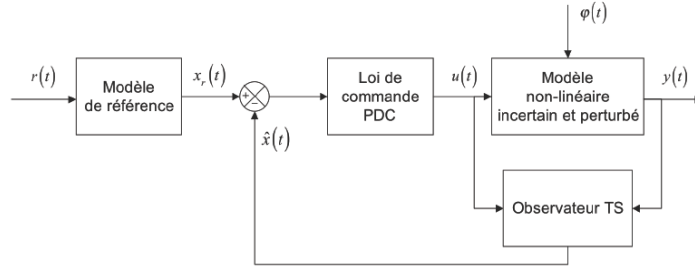 φ(t)
r(t)
Modèle
de référence
x_r(t)
+
−
Loi de
commande
PDC
u(t)
Modèle
non-linéaire
incertain et perturbé
y(t)
x̂(t)
Observateur TS